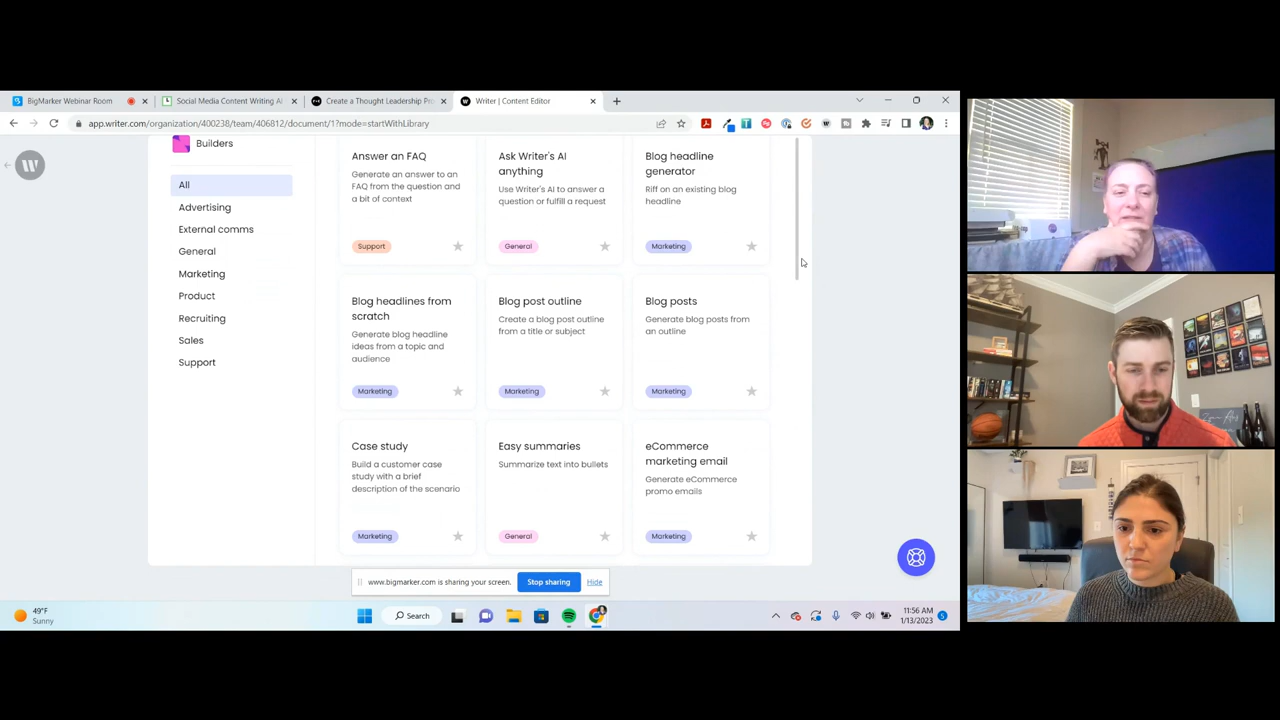 BigMarker Webinar Room
Social Media Content Writing AI
Create a Thought Leadership Pro
Writer | Content Editor
app.writer.com/organization/400238/team/406812/document/1?mode=startWithLibrary
W
Builders
All
Advertising
External comms
General
Marketing
Product
Recruiting
Sales
Support
Answer an FAQ
Generate an answer to an
FAQ from the question and
a bit of context
Support
Ask Writer's AI
anything
Use Writer's AI to answer a
question or fulfill a request
General
Blog headline
generator
Riff on an existing blog
headline
Marketing
Blog headlines from
scratch
Generate blog headline
ideas from a topic and
audience
Marketing
Blog post outline
Create a blog post outline
from a title or subject
Marketing
Blog posts
Generate blog posts from
an outline
Marketing
Case study
Build a customer case
study with a brief
description of the scenario
Marketing
Easy summaries
Summarize text into bullets
General
eCommerce
marketing email
Generate eCommerce
promo emails
Marketing
www.bigmarker.com is sharing your screen.
Stop sharing
Hide
49°F
Sunny
Search
11:56 AM
1/13/2023
5